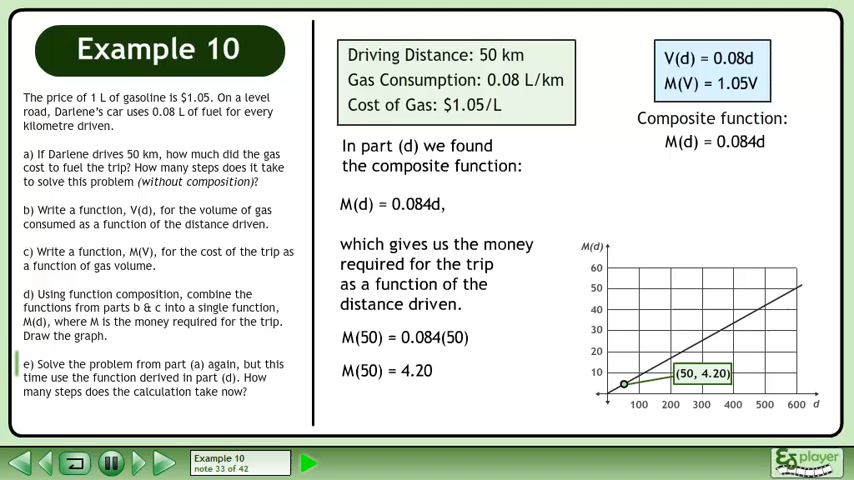 Example 10
The price of 1 L of gasoline is $1.05. On a level
road, Darlene's car uses 0.08 L of fuel for every
kilometre driven.
a) If Darlene drives 50 km, how much did the gas
cost to fuel the trip? How many steps does it take
to solve this problem (without composition)?
b) Write a function, V(d), for the volume of gas
consumed as a function of the distance driven.
c) Write a function, M(V), for the cost of the trip as
a function of gas volume.
d) Using function composition, combine the
functions from parts b & c into a single function,
M(d), where M is the money required for the trip.
Draw the graph.
e) Solve the problem from part (a) again, but this
time use the function derived in part (d). How
many steps does the calculation take now?
Driving Distance: 50 km
Gas Consumption: 0.08 L/km
Cost of Gas: $1.05/L
In part (d) we found
the composite function:
M(d) = 0.084d,
which gives us the money
required for the trip
as a function of the
distance driven.
M(50) = 0.084(50)
M(50) = 4.20
V(d) = 0.08d
M(V) = 1.05V
Composite function:
M(d) = 0.084d
M(d)
60
50
40
30
20
10
(50, 4.20)
100 200 300 400 500 600 d
Example 10
note 33 of 42
player